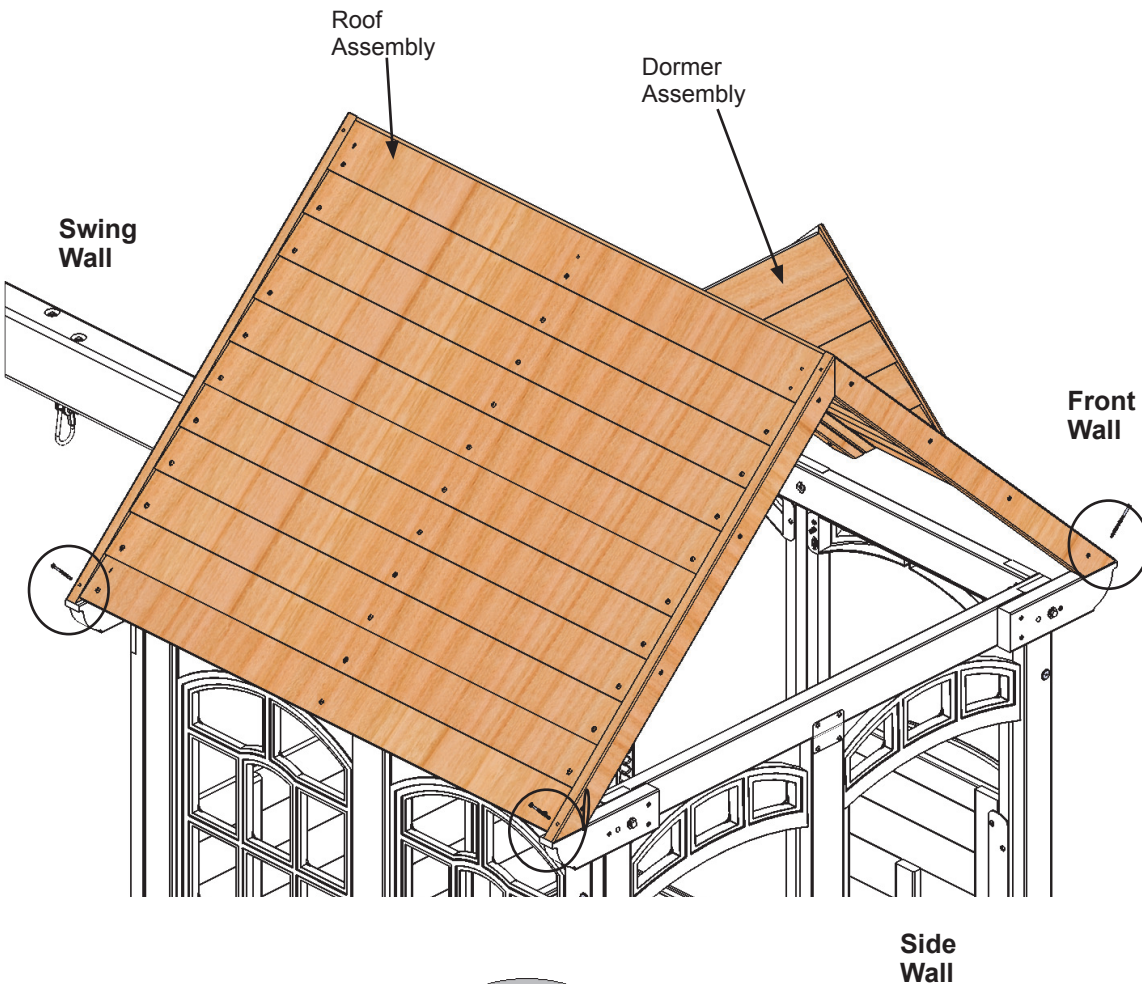 Roof
Assembly
Dormer
Assembly
Swing
Wall
Front
Wall
Side
Wall